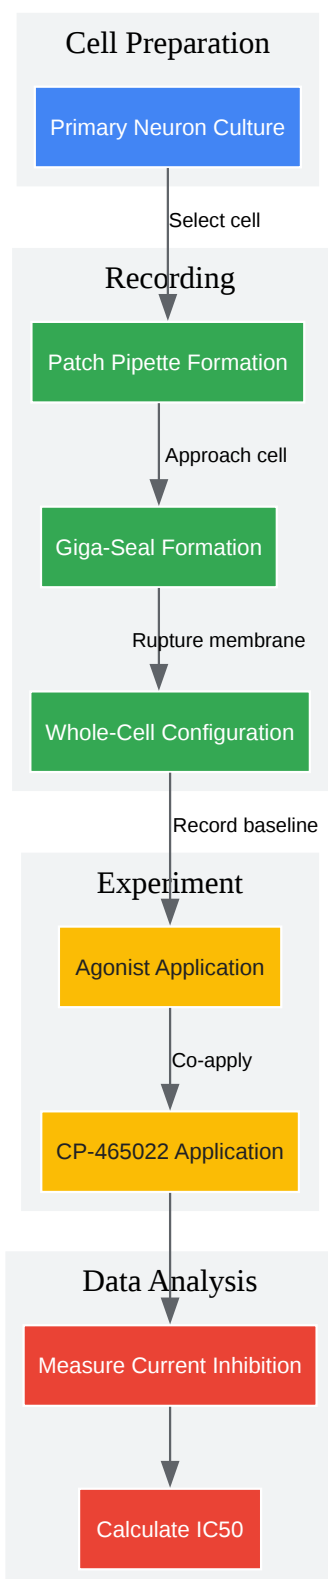 Cell Preparation
Primary Neuron Culture
Select cell
Recording
Patch Pipette Formation
Approach cell
Giga-Seal Formation
Rupture membrane
Whole-Cell Configuration
Record baseline
Experiment
Agonist Application
Co-apply
CP-465022 Application
Data Analysis
Measure Current Inhibition
Calculate IC50